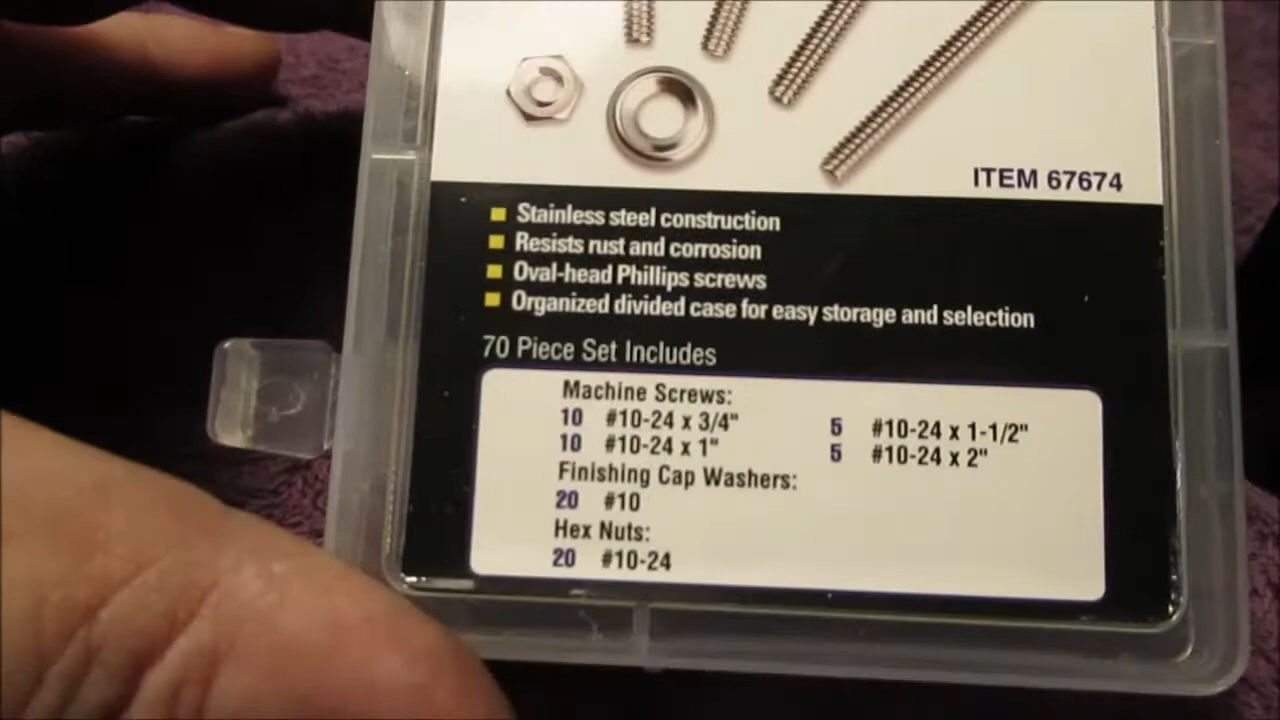 ITEM 67674
Stainless steel construction
Resists rust and corrosion
Oval-head Phillips screws
Organized divided case for easy storage and selection
70 Piece Set Includes
Machine Screws:
10 #10-24 x 3/4"
10 #10-24 x 1"
5 #10-24 x 1-1/2"
5 #10-24 x 2"
Finishing Cap Washers:
20 #10
Hex Nuts:
20 #10-24